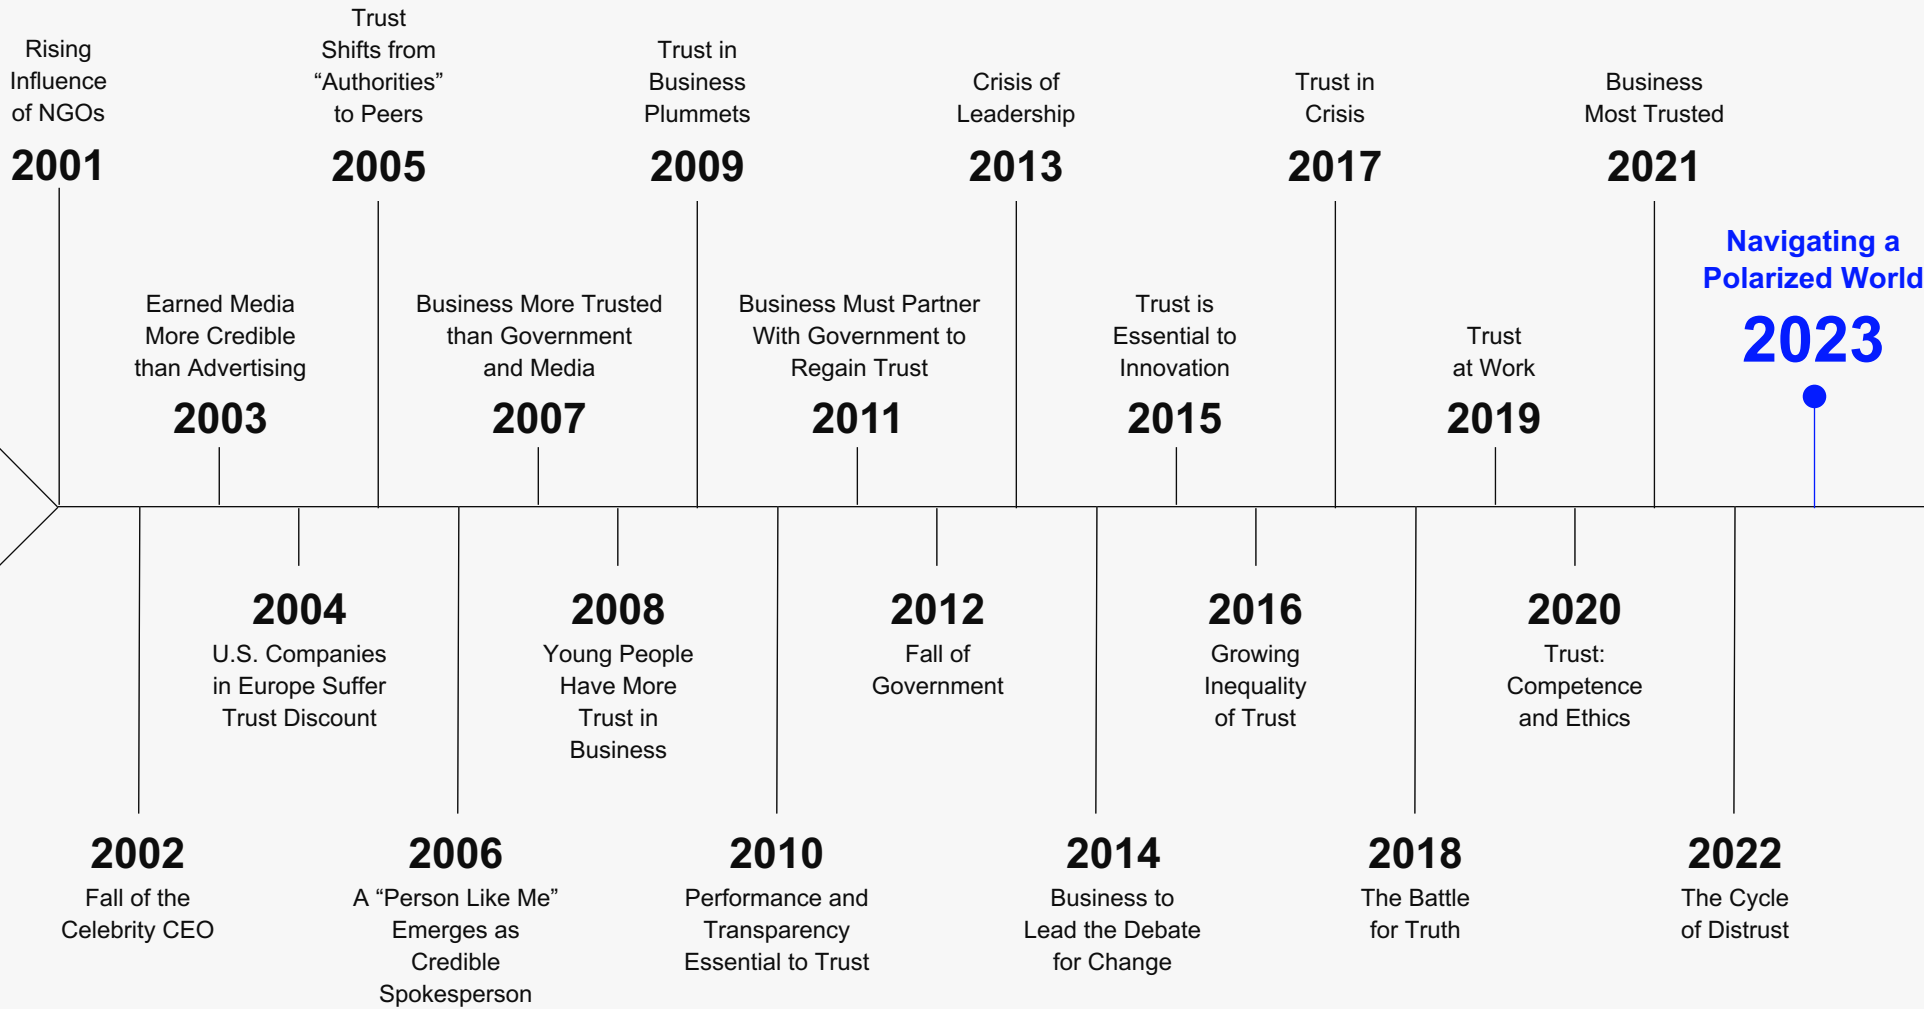 Rising
Influence
of NGOs
2001
Trust
Shifts from
“Authorities”
to Peers
2005
Trust in
Business
Plummets
2009
Crisis of
Leadership
2013
Trust in
Crisis
2017
Business
Most Trusted
2021
Earned Media
More Credible
than Advertising
2003
Business More Trusted
than Government
and Media
2007
Business Must Partner
With Government to
Regain Trust
2011
Trust is
Essential to
Innovation
2015
Trust
at Work
2019
Navigating a
Polarized World
2023
2004
U.S. Companies
in Europe Suffer
Trust Discount
2008
Young People
Have More
Trust in
Business
2012
Fall of
Government
2016
Growing
Inequality
of Trust
2020
Trust:
Competence
and Ethics
2002
Fall of the
Celebrity CEO
2006
A “Person Like Me”
Emerges as
Credible
Spokesperson
2010
Performance and
Transparency
Essential to Trust
2014
Business to
Lead the Debate
for Change
2018
The Battle
for Truth
2022
The Cycle
of Distrust